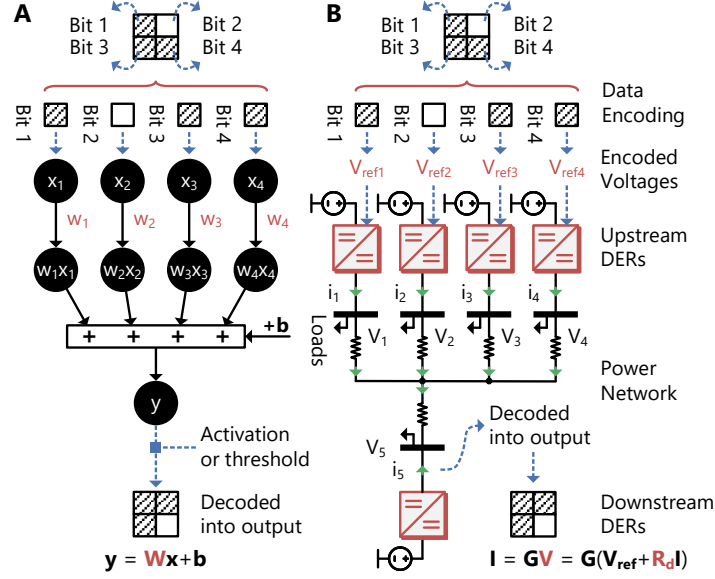 A
Bit 1
Bit 2
Bit 3
Bit 4
Bit 1
Bit 2
Bit 3
Bit 4
x1
x2
x3
x4
w1
w2
w3
w4
w1x1
w2x2
w3x3
w4x4
+ + + +
+b
y
Activation
or threshold
Decoded
into output
y = Wx+b
B
Bit 1
Bit 2
Bit 3
Bit 4
Data
Encoding
Bit 1
Bit 2
Bit 3
Bit 4
Encoded
Voltages
Vref1
Vref2
Vref3
Vref4
Upstream
DERs
i1
i2
i3
i4
Loads
V1
V2
V3
V4
Power
Network
Decoded
into output
V5
i5
Downstream
DERs
I = GV = G(Vref+RdI)